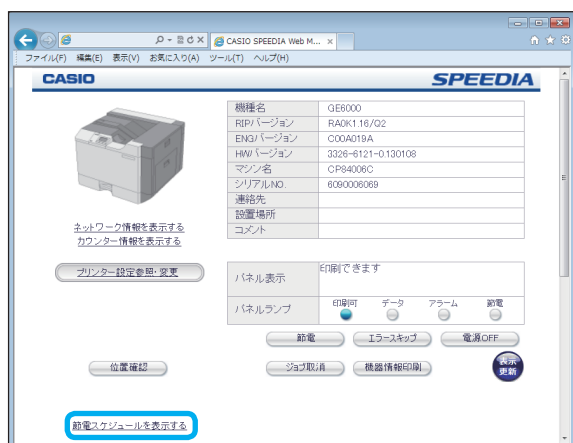 CASIO SPEEDIA Web M...
ファイル(F) 編集(E) 表示(V) お気に入り(A) ツール(T) ヘルプ(H)
CASIO SPEEDIA
機種名 GE6000
RIPバージョン RA0K1.16/Q2
ENGバージョン C00A019A
HWバージョン 3326-6121-0.130108
マシン名 CP84006C
シリアルNO. 6090006069
連絡先
設置場所
コメント
ネットワーク情報を表示する
カウンター情報を表示する
プリンター設定参照・変更
パネル表示 印刷できます
パネルランプ 印刷可 データ アラーム 節電
節電 エラースキップ 電源OFF
位置確認 ジョブ取消 機器情報印刷 表示更新
節電スケジュールを表示する